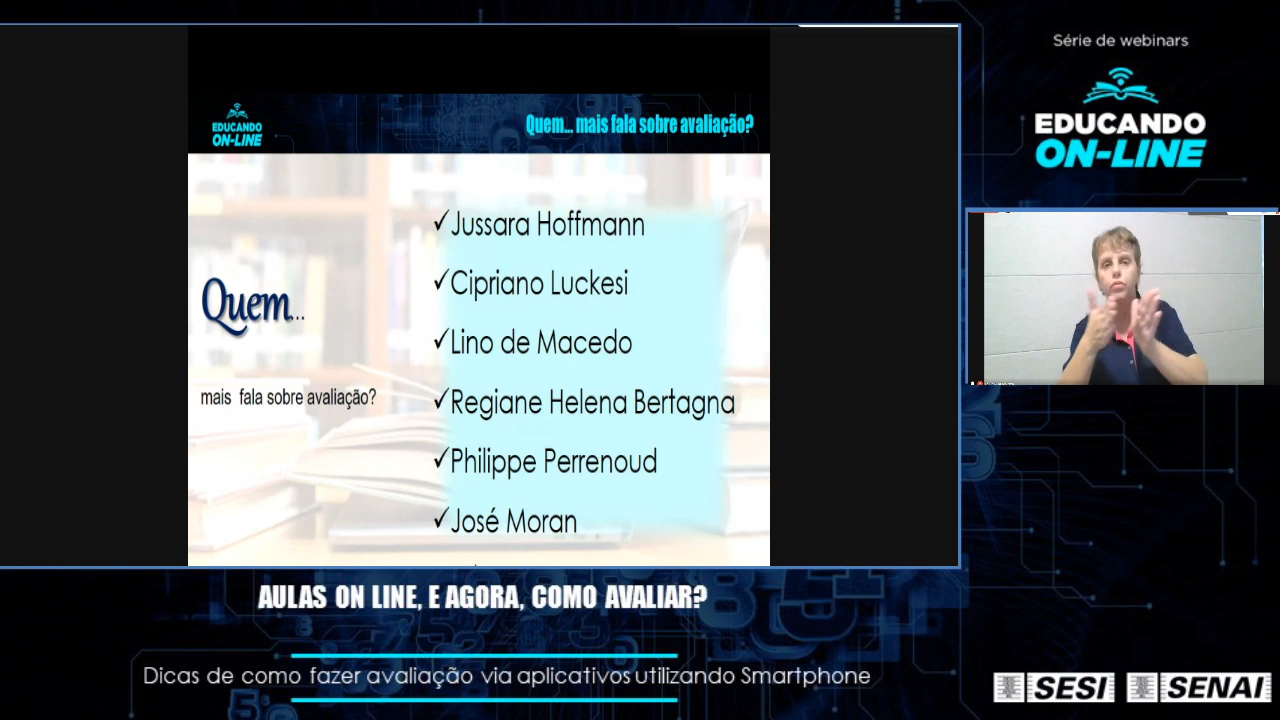 Série de webinars
EDUCANDO
ON-LINE
EDUCANDO
ON-LINE
Quem... mais fala sobre avaliação?
Quem...
mais fala sobre avaliação?
✓Jussara Hoffmann
✓Cipriano Luckesi
✓Lino de Macedo
✓Regiane Helena Bertagna
✓Philippe Perrenoud
✓José Moran
AULAS ON LINE, E AGORA, COMO AVALIAR?
Dicas de como fazer avaliação via aplicativos utilizando Smartphone
SESI
SENAI